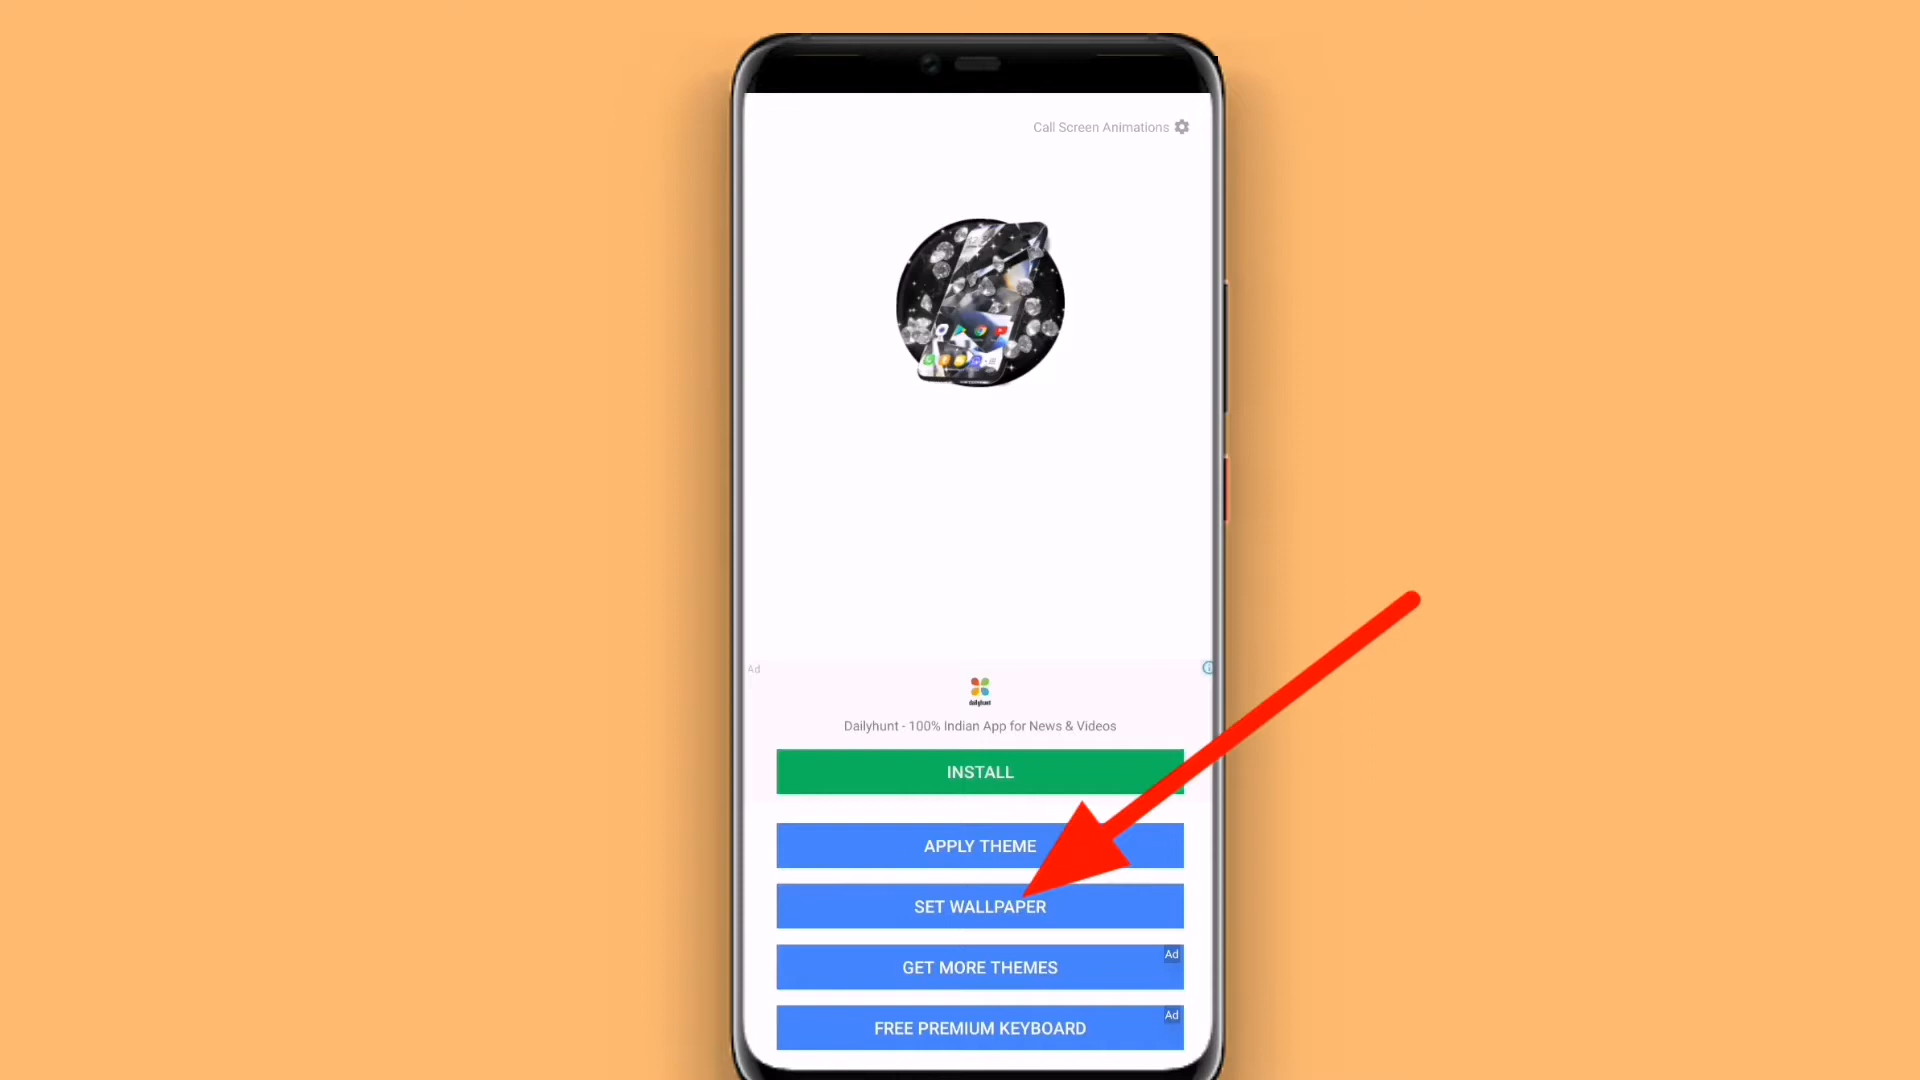 Call Screen Animations
Ad
dailyhunt
Dailyhunt - 100% Indian App for News & Videos
INSTALL
APPLY THEME
SET WALLPAPER
Ad
GET MORE THEMES
Ad
FREE PREMIUM KEYBOARD